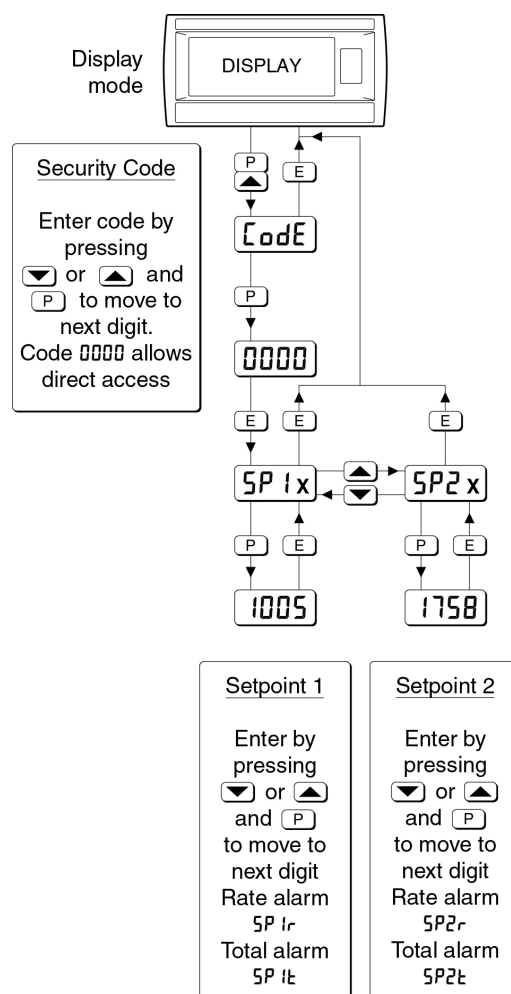 Display
mode
DISPLAY
P
E
CodE
Security Code
Enter code by
pressing
or and
P to move to
next digit.
Code 0000 allows
direct access
P
0000
E E E
SP1x SP2x
P E P E
1005 1758
Setpoint 1
Enter by
pressing
or
and P
to move to
next digit
Rate alarm
SP1r
Total alarm
SP1t
Setpoint 2
Enter by
pressing
or
and P
to move to
next digit
Rate alarm
SP2r
Total alarm
SP2t